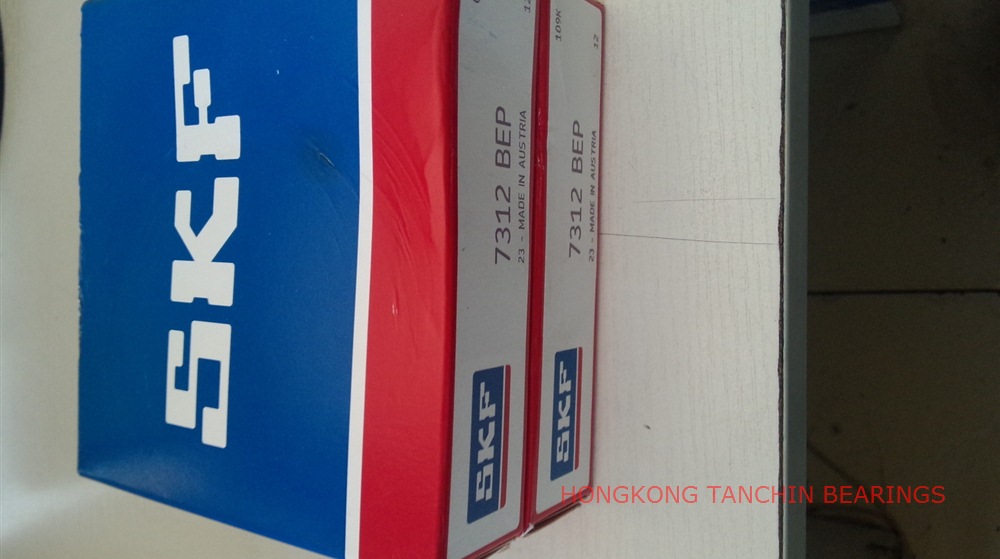 SKF
7312 BEP
23 - MADE IN AUSTRIA
SKF
12
109K
12
7312 BEP
23 - MADE IN AUSTRIA
SKF
HONGKONG TANCHIN BEARINGS